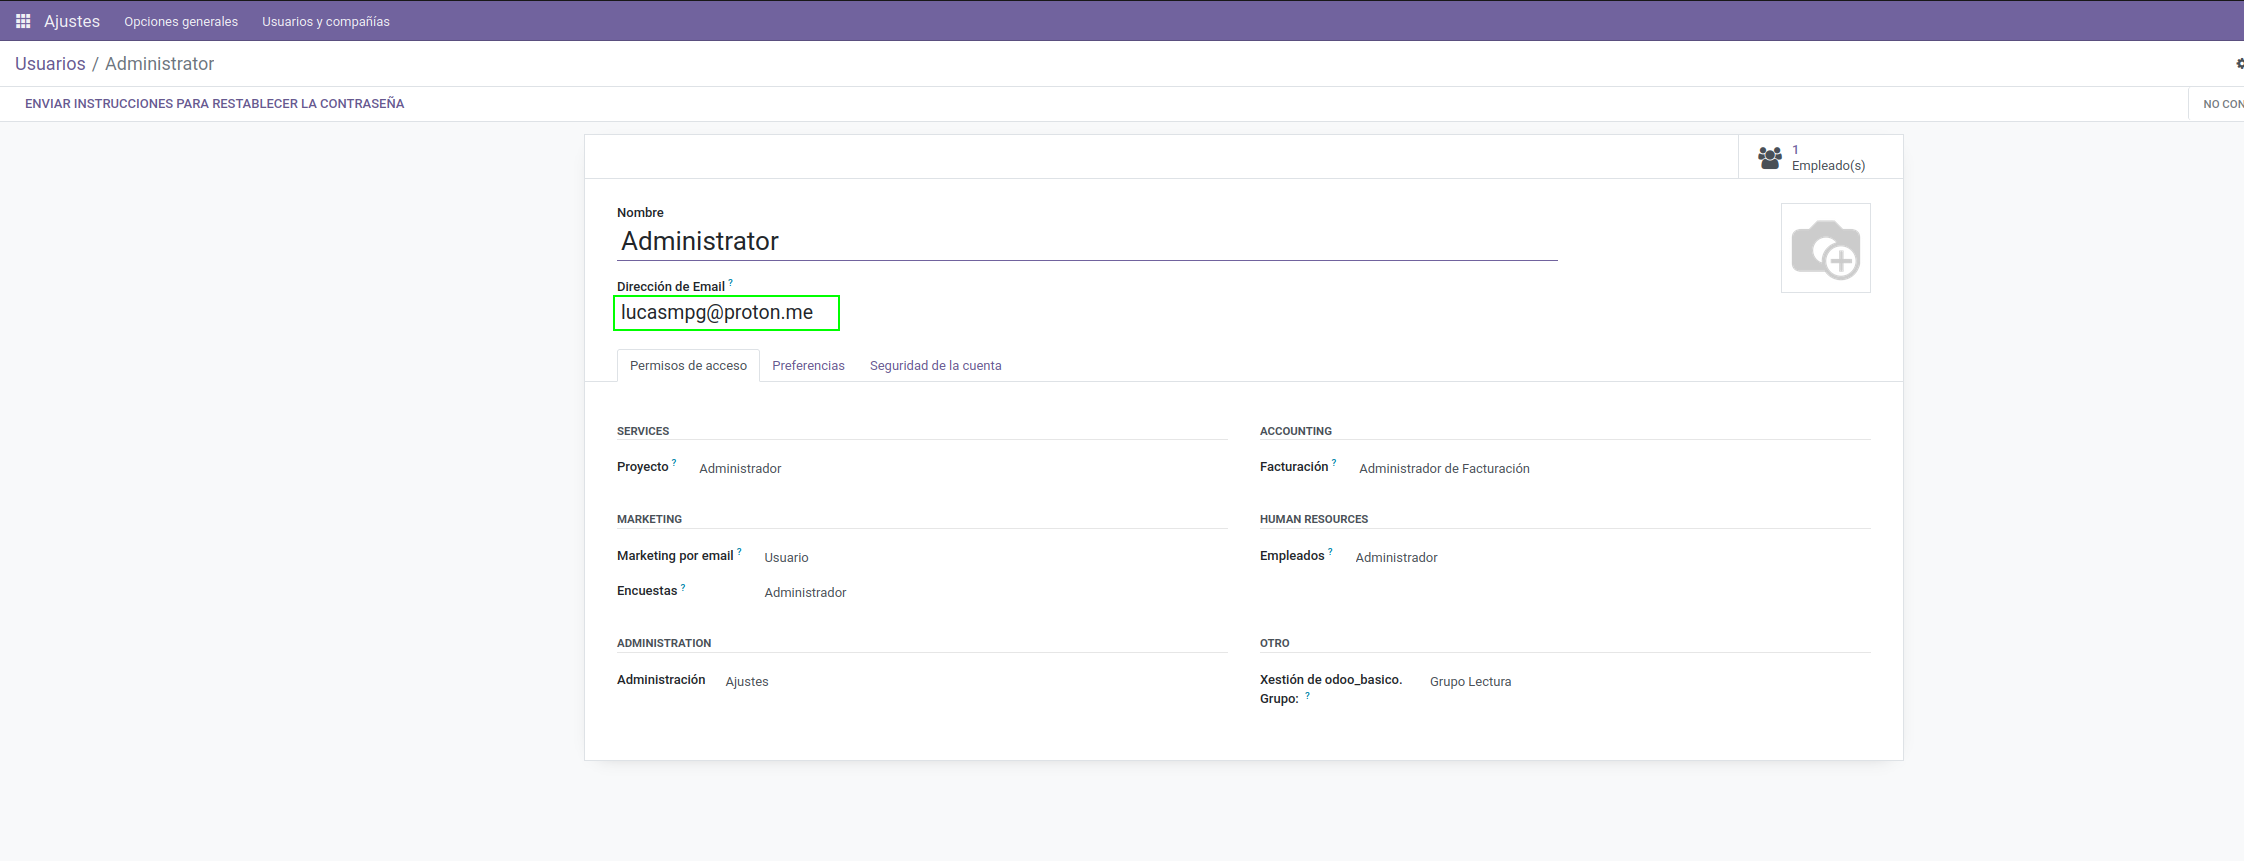 Ajustes Opciones generales Usuarios y compañías
Usuarios / Administrator
ENVIAR INSTRUCCIONES PARA RESTABLECER LA CONTRASEÑA
NO CON
1
Empleado(s)
Nombre
Administrator
Dirección de Email ?
lucasmpg@proton.me
Permisos de acceso Preferencias Seguridad de la cuenta
SERVICES
Proyecto ? Administrador
ACCOUNTING
Facturación ? Administrador de Facturación
MARKETING
Marketing por email ? Usuario
Encuestas ? Administrador
HUMAN RESOURCES
Empleados ? Administrador
ADMINISTRATION
Administración Ajustes
OTRO
Xestión de odoo_basico. Grupo Lectura
Grupo: ?